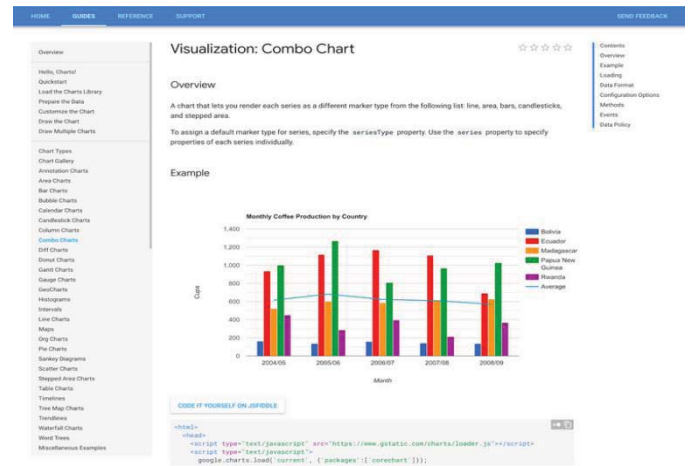 HOME GUIDES REFERENCE SUPPORT SEND FEEDBACK
Overview
Hello, Charts!
Quickstart
Load the Charts Library
Prepare the Data
Customize the Chart
Draw the Chart
Draw Multiple Charts
Chart Types
Chart Gallery
Annotation Charts
Area Charts
Bar Charts
Bubble Charts
Calendar Charts
Candlestick Charts
Column Charts
Combo Charts
Diff Charts
Donut Charts
Gantt Charts
Gauge Charts
GeoCharts
Histograms
Intervals
Line Charts
Maps
Org Charts
Pie Charts
Sankey Diagrams
Scatter Charts
Stepped Area Charts
Table Charts
Timelines
Tree Map Charts
Trendlines
Waterfall Charts
Word Trees
Miscellaneous Examples
Visualization: Combo Chart
Overview
A chart that lets you render each series as a different marker type from the following list: line, area, bars, candlesticks,
and stepped area.
To assign a default marker type for series, specify the seriesType property. Use the series property to specify
properties of each series individually.
Example
Monthly Coffee Production by Country
1,400
1,200
1,000
800
600
400
200
0
Cups
2004/05 2005/06 2006/07 2007/08 2008/09
Month
Bolivia
Ecuador
Madagascar
Papua New
Guinea
Rwanda
Average
CODE IT YOURSELF ON JSFIDDLE
<html>
<head>
<script type="text/javascript" src="https://www.gstatic.com/charts/loader.js"></script>
<script type="text/javascript">
google.charts.load('current', {'packages':['corechart']});
Contents
Overview
Example
Loading
Data Format
Configuration Options
Methods
Events
Data Policy